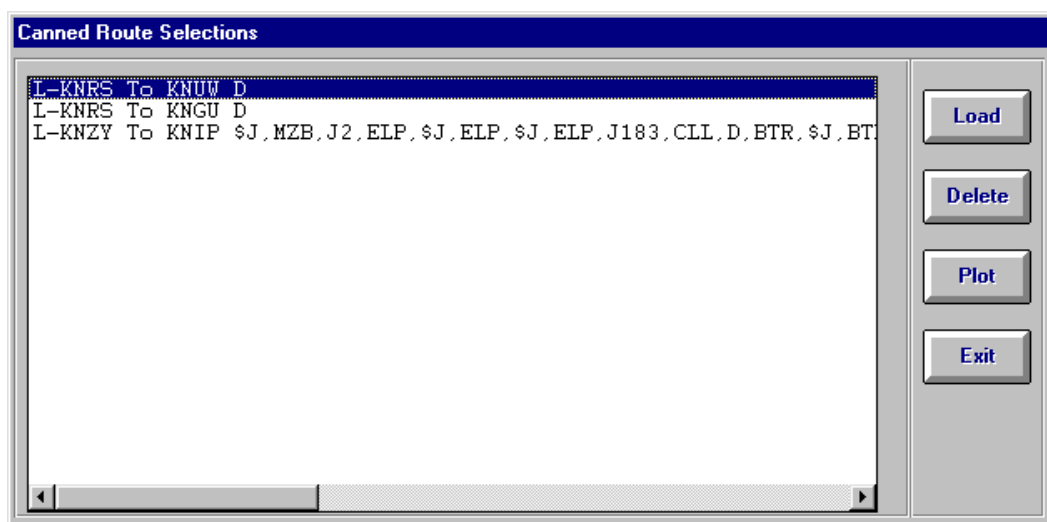 Canned Route Selections
L-KNRS To KNUW D
L-KNRS To KNGU D
L-KNZY To KNIP $J,MZB,J2,ELP,$J,ELP,$J,ELP,J183,CLL,D,BTR,$J,BT
Load
Delete
Plot
Exit